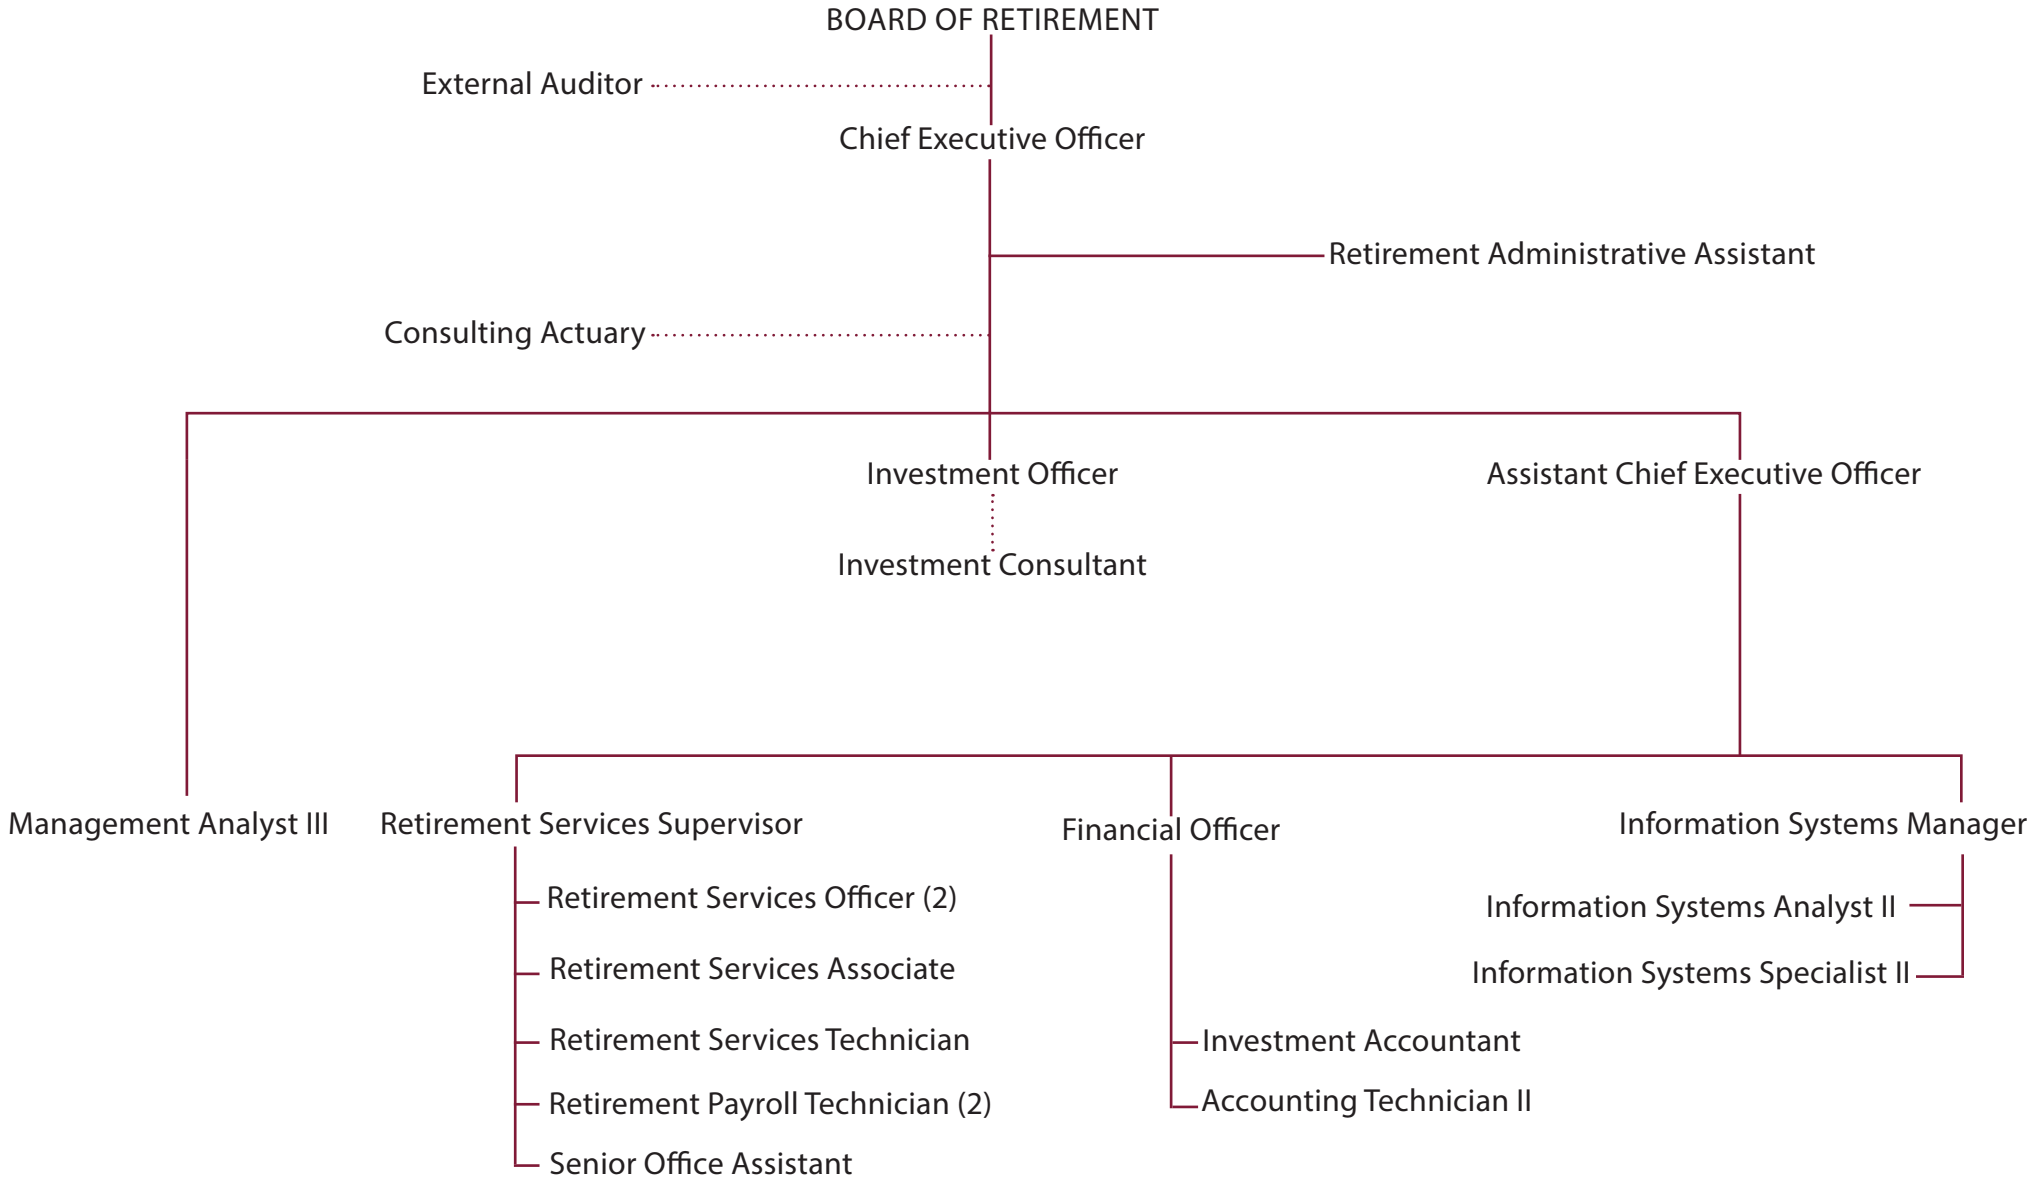 BOARD OF RETIREMENT
External Auditor
Chief Executive Officer
Retirement Administrative Assistant
Consulting Actuary
Investment Officer
Assistant Chief Executive Officer
Investment Consultant
Management Analyst III
Retirement Services Supervisor
Financial Officer
Information Systems Manager
Retirement Services Officer (2)
Retirement Services Associate
Retirement Services Technician
Retirement Payroll Technician (2)
Senior Office Assistant
Investment Accountant
Accounting Technician II
Information Systems Analyst II
Information Systems Specialist II